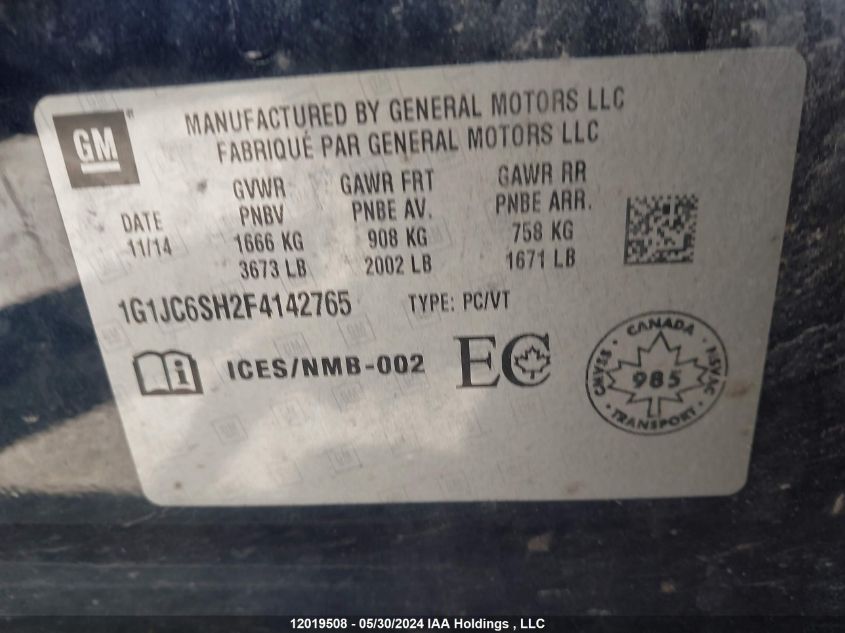 GM
MANUFACTURED BY GENERAL MOTORS LLC
FABRIQUÉ PAR GENERAL MOTORS LLC
DATE
11/14
GVWR
PNBV
1666 KG
3673 LB
GAWR FRT
PNBE AV.
908 KG
2002 LB
GAWR RR
PNBE ARR.
758 KG
1671 LB
1G1JC6SH2F4142765 TYPE: PC/VT
i ICES/NMB-002 EC
CANADA
NSVAC
985
CMVSS
TRANSPORT
12019508 - 05/30/2024 IAA Holdings , LLC